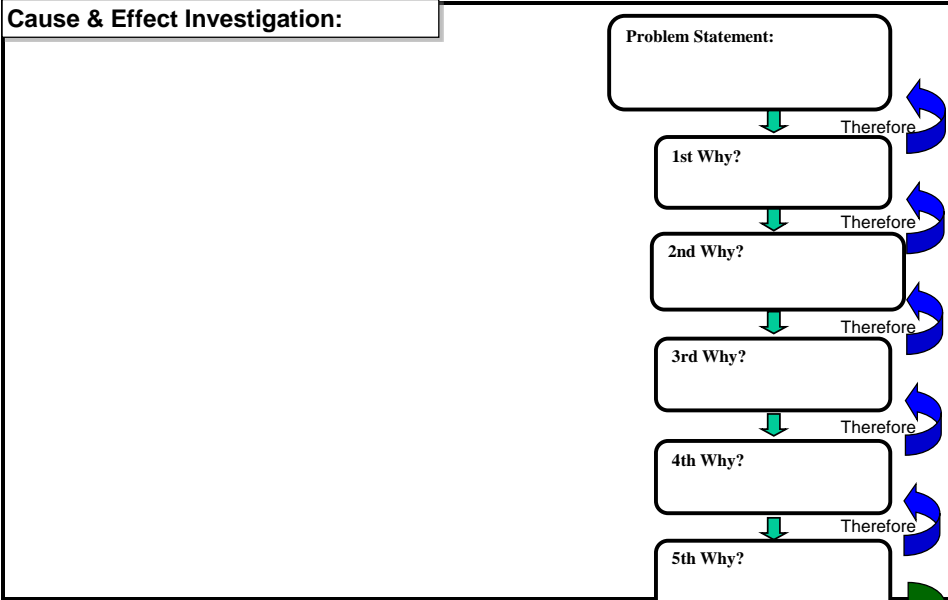 Cause & Effect Investigation:
Problem Statement:
Therefore
1st Why?
Therefore
2nd Why?
Therefore
3rd Why?
Therefore
4th Why?
Therefore
5th Why?